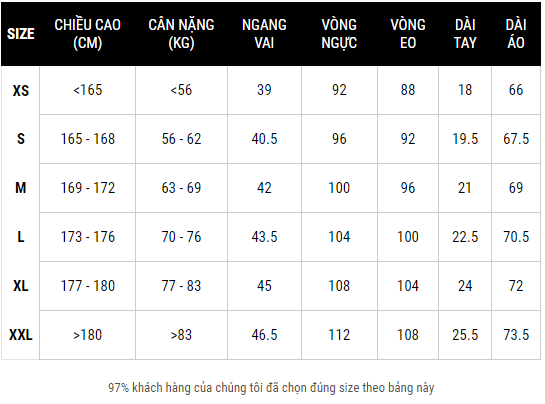 SIZE CHIỀU CAO (CM) CÂN NẶNG (KG) NGANG VAI VÒNG NGỰC VÒNG EO DÀI TAY DÀI ÁO
XS <165 <56 39 92 88 18 66
S 165 - 168 56 - 62 40.5 96 92 19.5 67.5
M 169 - 172 63 - 69 42 100 96 21 69
L 173 - 176 70 - 76 43.5 104 100 22.5 70.5
XL 177 - 180 77 - 83 45 108 104 24 72
XXL >180 >83 46.5 112 108 25.5 73.5
97% khách hàng của chúng tôi đã chọn đúng size theo bảng này